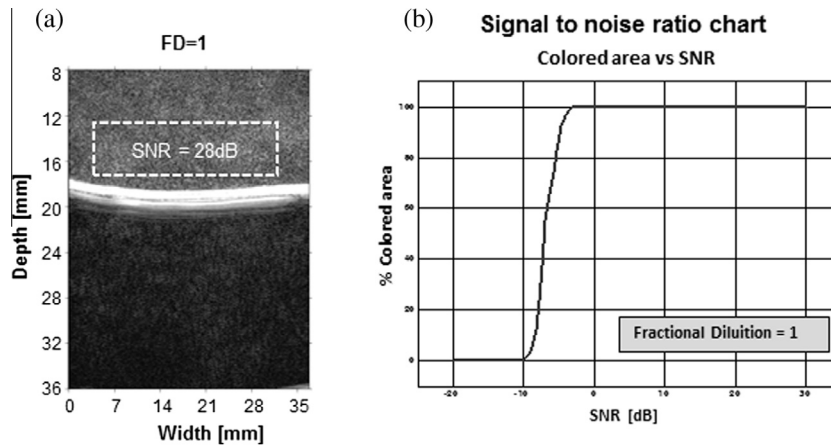 (a)
FD=1
8
12
16
20
24
28
32
36
Depth [mm]
SNR = 28dB
0 7 14 21 28 35
Width [mm]
(b)
Signal to noise ratio chart
Colored area vs SNR
% Colored area
100
80
60
40
20
0
Fractional Diluition = 1
-20 -10 0 10 20 30
SNR [dB]